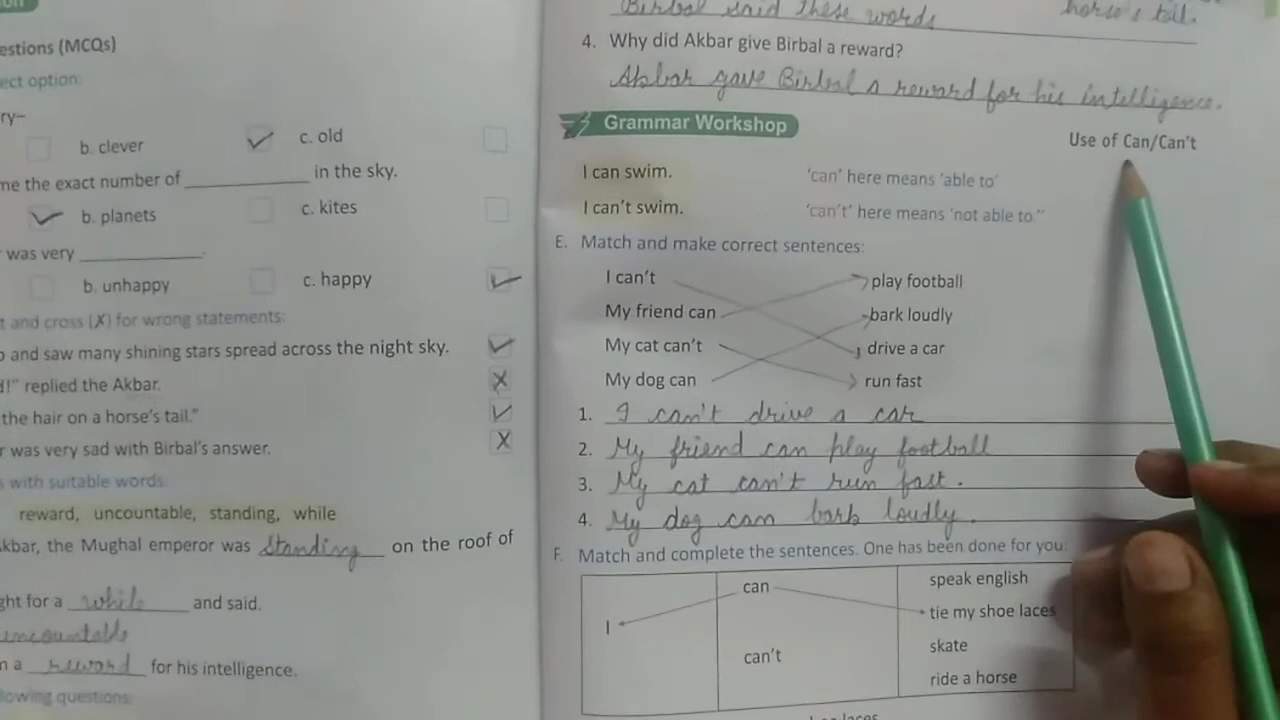 estions (MCQs)
ect option:
ry–
b. clever
c. old
me the exact number of ____________ in the sky.
b. planets
c. kites
was very ____________.
b. unhappy
c. happy
t and cross (✗) for wrong statements:
o and saw many shining stars spread across the night sky.
d!" replied the Akbar.
the hair on a horse's tail."
r was very sad with Birbal's answer.
s with suitable words
reward, uncountable, standing, while
Akbar, the Mughal emperor was standing on the roof of
ght for a while and said.
uncountable
n a reward for his intelligence.
llowing questions:
Birbal said these words
horse's tail.
4. Why did Akbar give Birbal a reward?
Akbar gave Birbal a reward for his intelligence.
Grammar Workshop
Use of Can/Can't
I can swim. 'can' here means 'able to'
I can't swim. 'can't' here means 'not able to."
E. Match and make correct sentences:
I can't play football
My friend can bark loudly
My cat can't drive a car
My dog can run fast
1. I can't drive a car
2. My friend can play football
3. My cat can't run fast.
4. My dog can bark loudly.
F. Match and complete the sentences. One has been done for you:
I
can
can't
speak english
tie my shoe laces
skate
ride a horse
laces